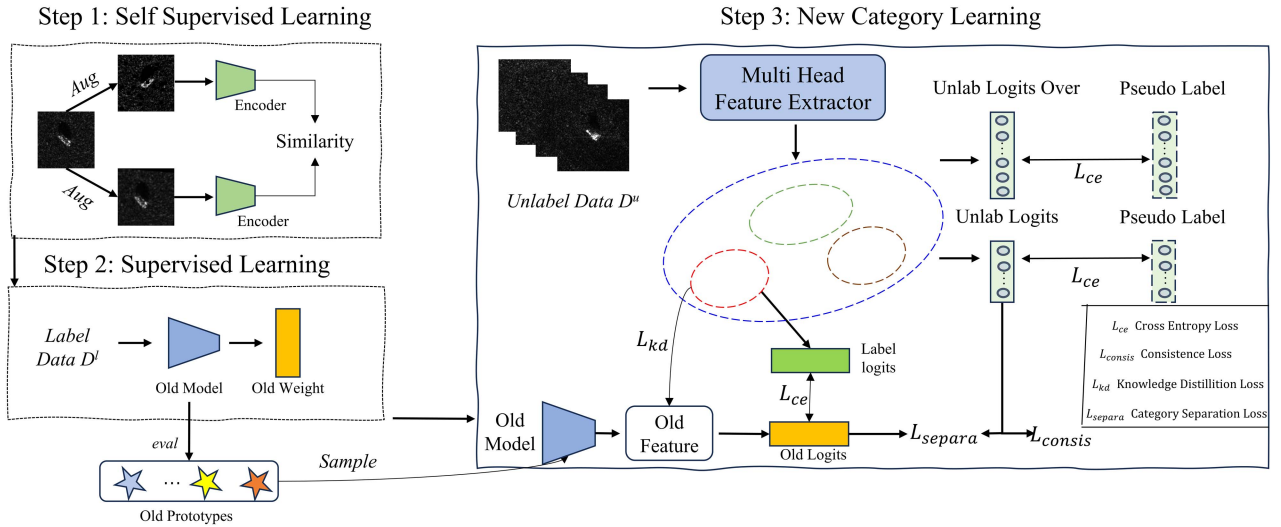 Step 1: Self Supervised Learning
Aug
Encoder
Similarity
Aug
Encoder
Step 2: Supervised Learning
Label
Data Dˡ
Old Model
Old Weight
eval
...
Old Prototypes
Sample
Step 3: New Category Learning
Multi Head
Feature Extractor
Unlabel Data Dᵘ
Unlab Logits Over
Pseudo Label
L_ce
Unlab Logits
Pseudo Label
L_ce
L_kd
Label
logits
L_ce
Old
Model
Old
Feature
Old Logits
L_separa
L_consis
L_ce Cross Entropy Loss
L_consis Consistence Loss
L_kd Knowledge Distillition Loss
L_separa Category Separation Loss